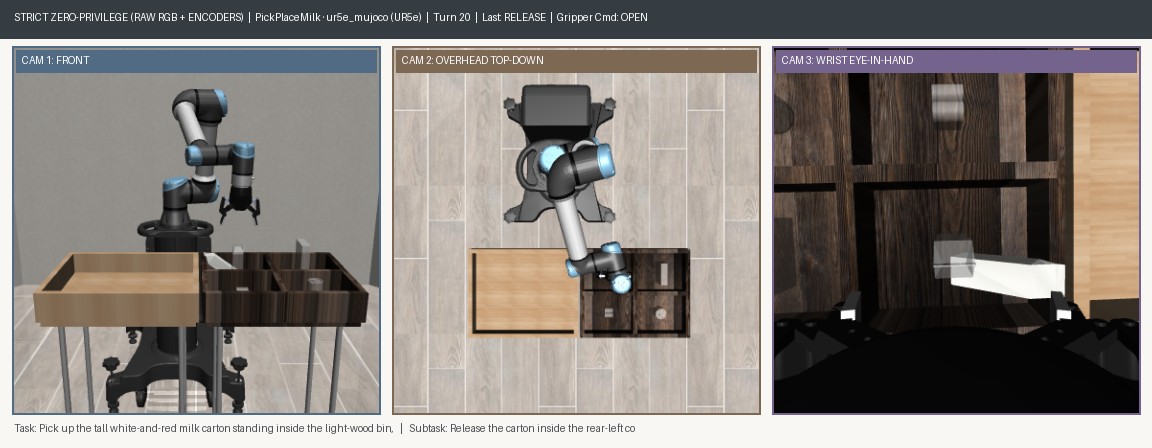 STRICT ZERO-PRIVILEGE (RAW RGB + ENCODERS) | PickPlaceMilk · ur5e_mujoco (UR5e) | Turn 20 | Last RELEASE | Gripper Cmd: OPEN
CAM 1: FRONT
CAM 2: OVERHEAD TOP-DOWN
CAM 3: WRIST EYE-IN-HAND
Task: Pick up the tall white-and-red milk carton standing inside the light-wood bin, | Subtask: Release the carton inside the rear-left co